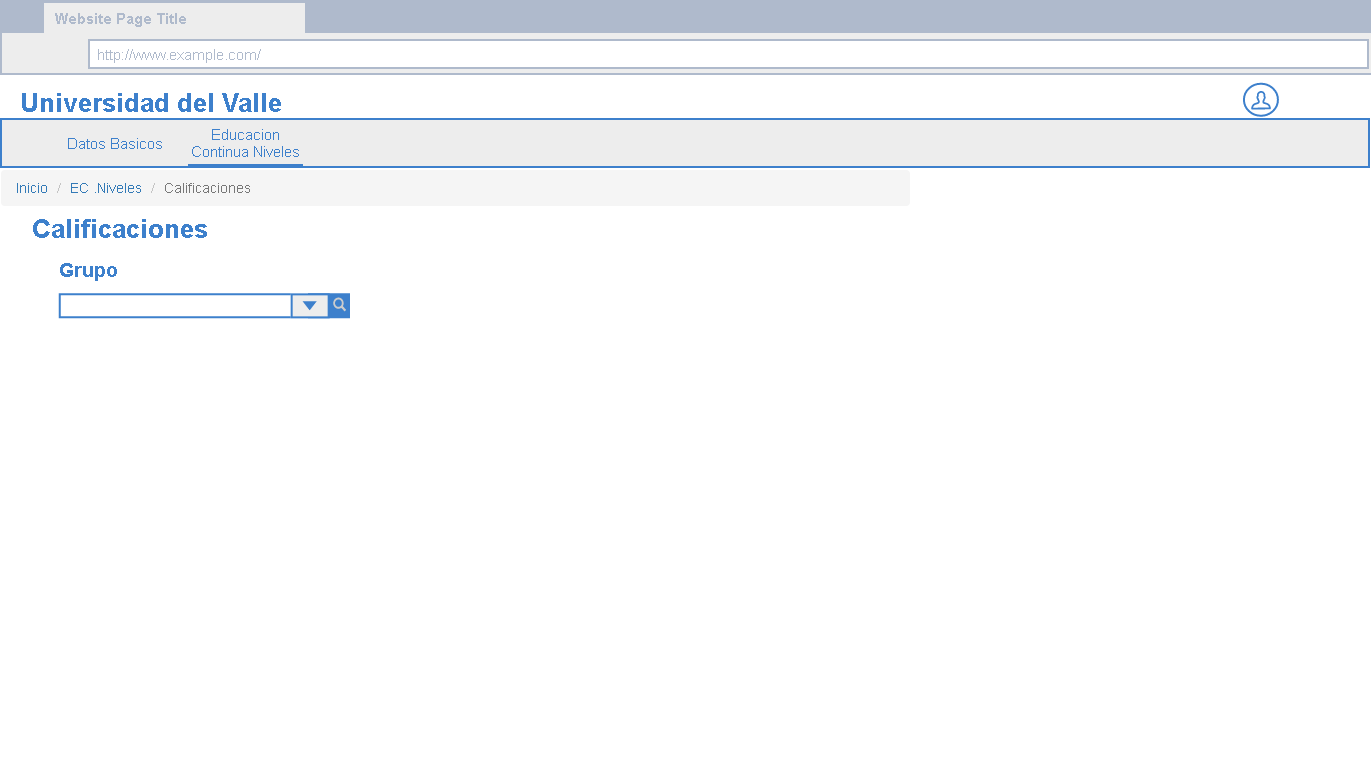 Website Page Title
http://www.example.com/
Universidad del Valle
Datos Basicos
Educacion
Continua Niveles
Inicio / EC .Niveles / Calificaciones
Calificaciones
Grupo